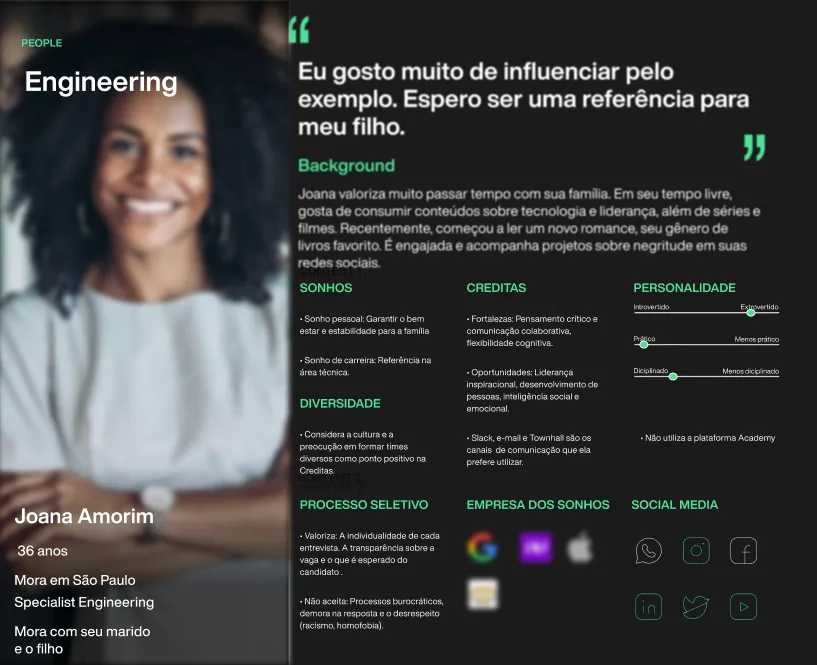 PEOPLE
Engineering
Joana Amorim
36 anos
Mora em São Paulo
Specialist Engineering
Mora com seu marido
e o filho
“
Eu gosto muito de influenciar pelo
exemplo. Espero ser uma referência para
meu filho.
”
Background
Joana valoriza muito passar tempo com sua família. Em seu tempo livre,
gosta de consumir conteúdos sobre tecnologia e liderança, além de séries e
filmes. Recentemente, começou a ler um novo romance, seu gênero de
livros favorito. É engajada e acompanha projetos sobre negritude em suas
redes sociais.
SONHOS
• Sonho pessoal: Garantir o bem
estar e estabilidade para a família
• Sonho de carreira: Referência na
área técnica.
DIVERSIDADE
• Considera a cultura e a
preocução em formar times
diversos como ponto positivo na
Creditas.
CREDITAS
• Fortalezas: Pensamento crítico e
comunicação colaborativa,
flexibilidade cognitiva.
• Oportunidades: Liderança
inspiracional, desenvolvimento de
pessoas, inteligência social e
emocional.
• Slack, e-mail e Townhall são os
canais de comunicação que ela
prefere utilizar.
PERSONALIDADE
Introvertido Extrovertido
Prático Menos prático
Diciplinado Menos diciplinado
• Não utiliza a plataforma Academy
PROCESSO SELETIVO
• Valoriza: A individualidade de cada
entrevista. A transparência sobre a
vaga e o que é esperado do
candidato .
• Não aceita: Processos burocráticos,
demora na resposta e o desrespeito
(racismo, homofobia).
EMPRESA DOS SONHOS
SOCIAL MEDIA
in